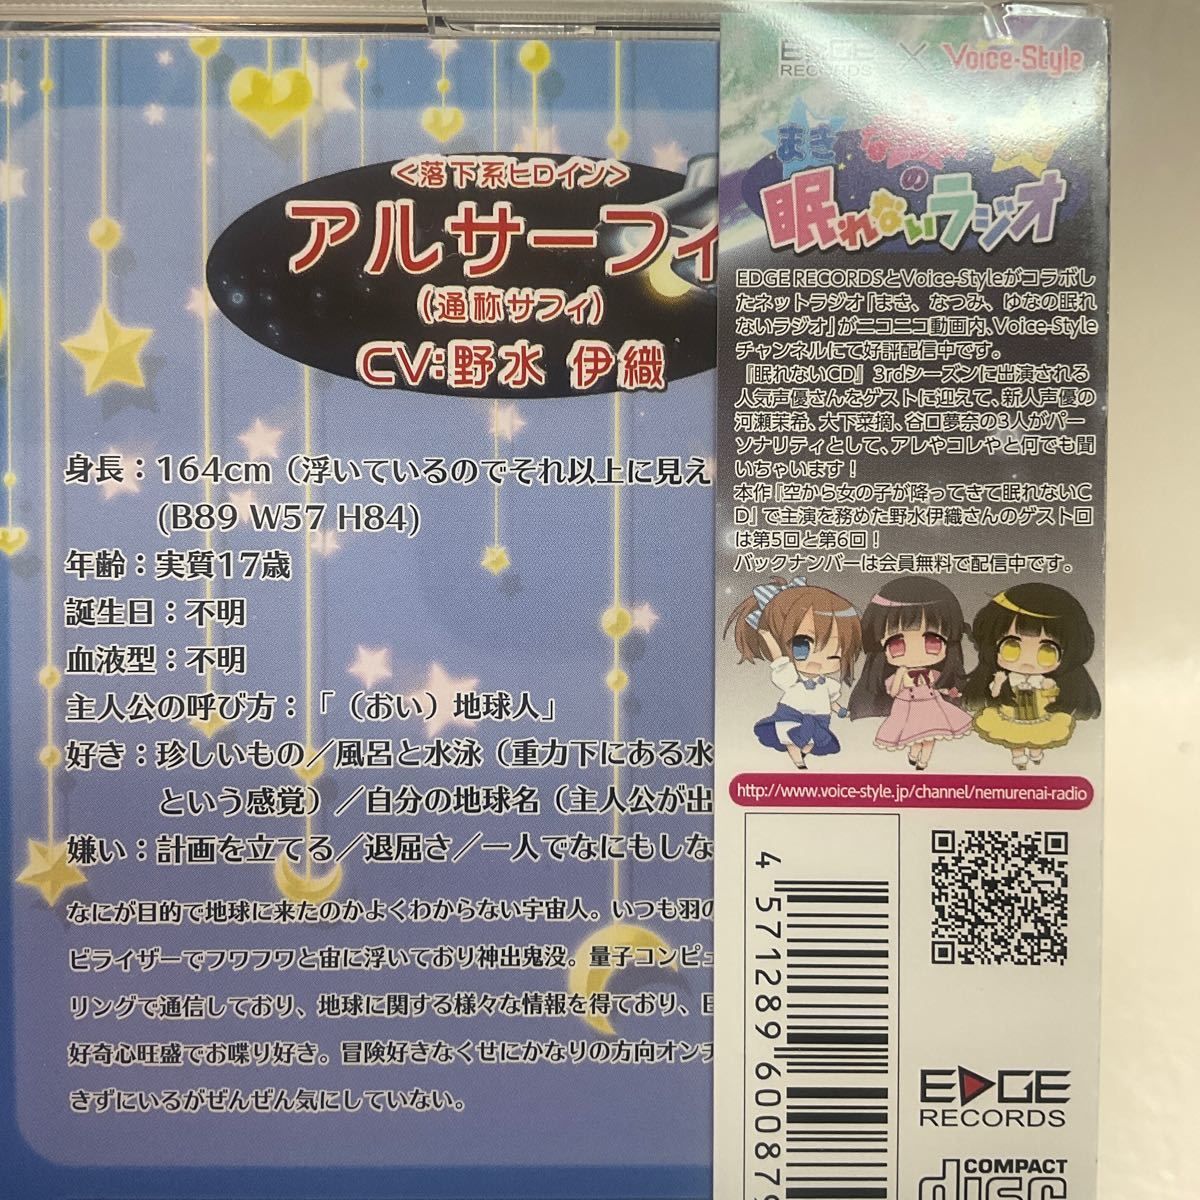 <落下系ヒロイン>
アルサーフィ
(通称サフィ)
CV:野水 伊織
身長：164cm（浮いているのでそれ以上に見え
(B89 W57 H84)
年齢：実質17歳
誕生日：不明
血液型：不明
主人公の呼び方：「（おい）地球人」
好き：珍しいもの／風呂と水泳（重力下にある水
という感覚）／自分の地球名（主人公が出
嫌い：計画を立てる／退屈さ／一人でなにもしな
なにが目的で地球に来たのかよくわからない宇宙人。いつも羽の
ビライザーでフワフワと宙に浮いており神出鬼没。量子コンピュ
リングで通信しており、地球に関する様々な情報を得ており、
好奇心旺盛でお喋り好き。冒険好きなくせにかなりの方向オンチ
きずにいるがぜんぜん気にしていない。
EDGE RECORDS × Voice-Style
の
眠れないラジオ
EDGE RECORDSとVoice-Styleがコラボし
たネットラジオ『まき、なつみ、ゆなの眠れ
ないラジオ』がニコニコ動画内、Voice-Style
チャンネルにて好評配信中です。
『眠れないCD』3rdシーズンに出演される
人気声優さんをゲストに迎えて、新人声優の
河瀬茉希、大下菜摘、谷口夢奈の3人がパー
ソナリティとして、アレやコレやと何でも聞
いちゃいます！
本作『空から女の子が降ってきて眠れないC
D』で主演を務めた野水伊織さんのゲスト回
は第5回と第6回！
バックナンバーは会員無料で配信中です。
http://www.voice-style.jp/channel/nemurenai-radio
4 571289 60087
EDGE
RECORDS
COMPACT
disc